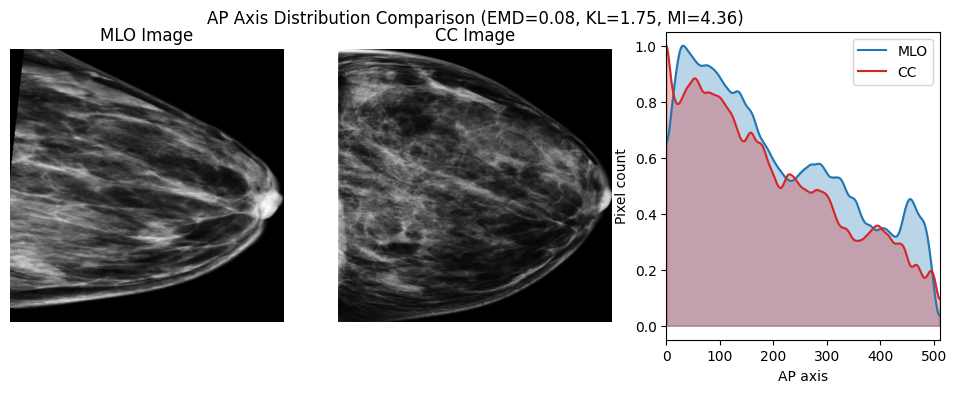 AP Axis Distribution Comparison (EMD=0.08, KL=1.75, MI=4.36)
MLO Image
CC Image
MLO
CC
Pixel count
1.0
0.8
0.6
0.4
0.2
0.0
0 100 200 300 400 500
AP axis